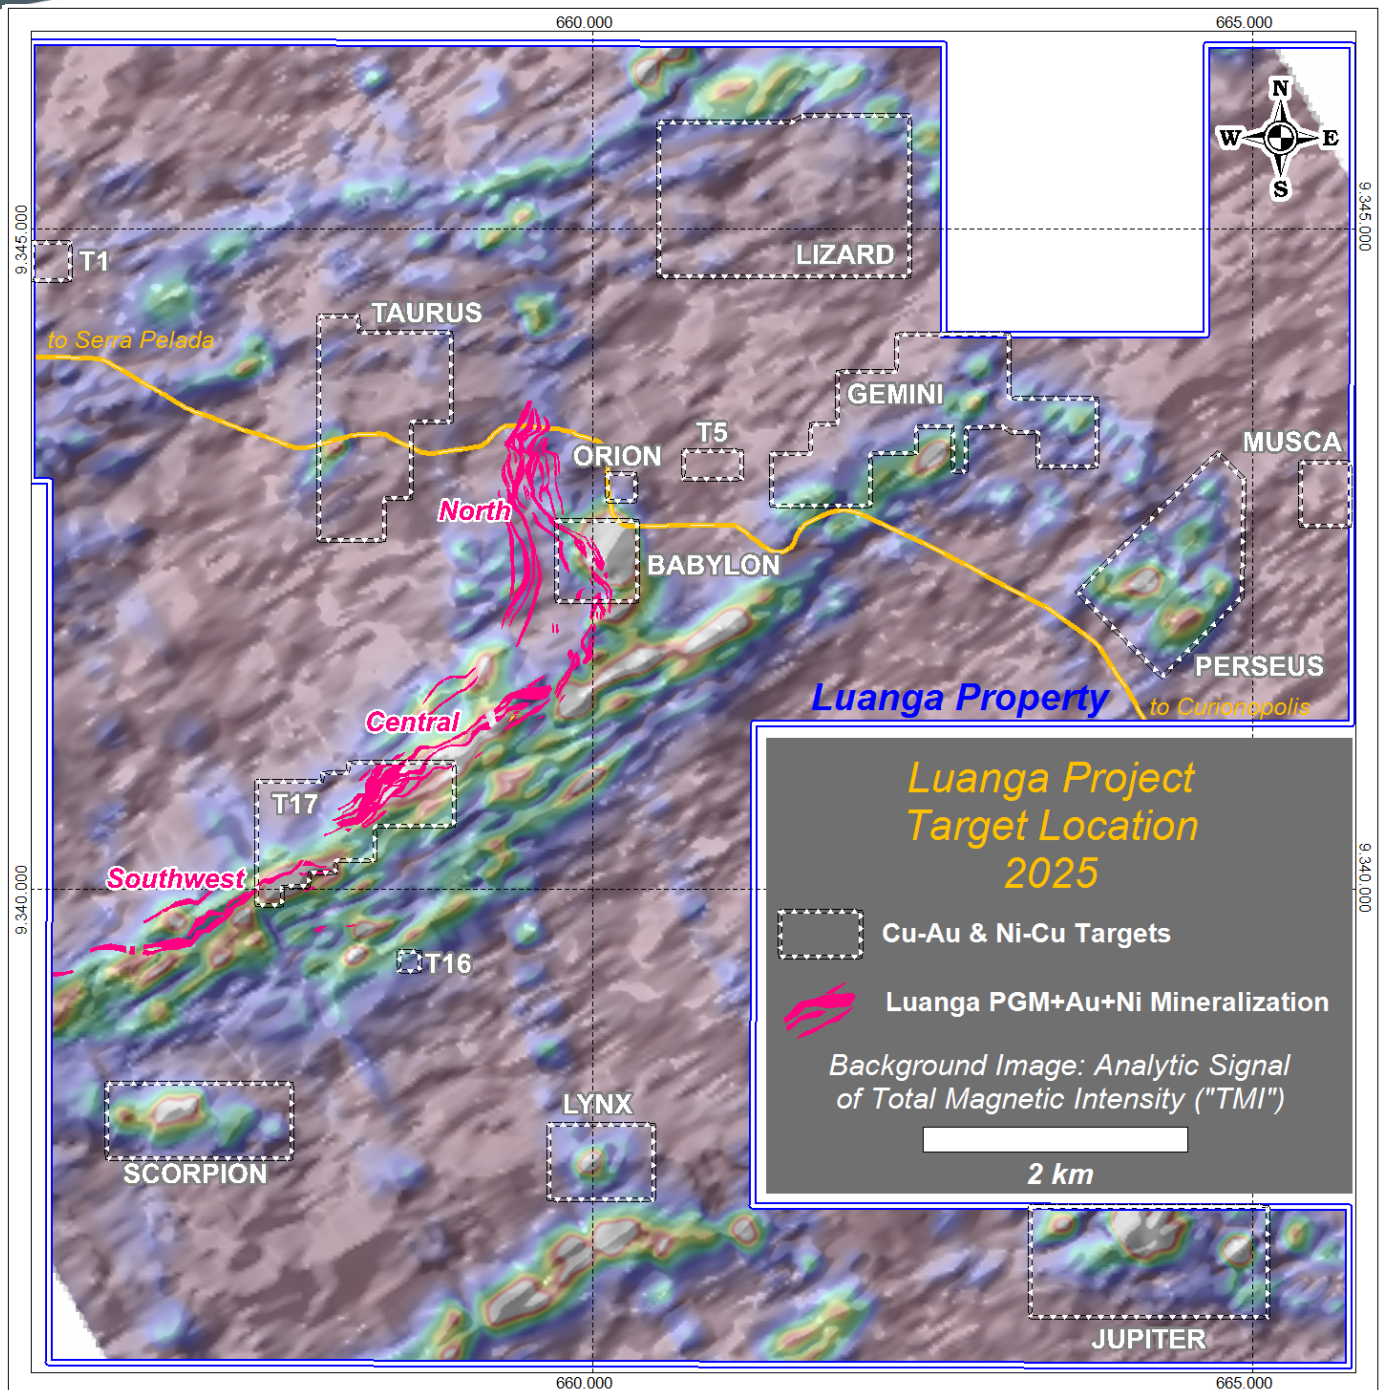 660.000
665.000
N
W
E
S
9.345.000
9.345.000
LIZARD
T1
TAURUS
to Serra Pelada
GEMINI
T5
MUSCA
ORION
North
BABYLON
PERSEUS
Luanga Property
to Curionopolis
Central
T17
Southwest
9.340.000
9.340.000
T16
Luanga Project
Target Location
2025
Cu-Au & Ni-Cu Targets
Luanga PGM+Au+Ni Mineralization
Background Image: Analytic Signal
of Total Magnetic Intensity ("TMI")
2 km
LYNX
SCORPION
JUPITER
660.000
665.000